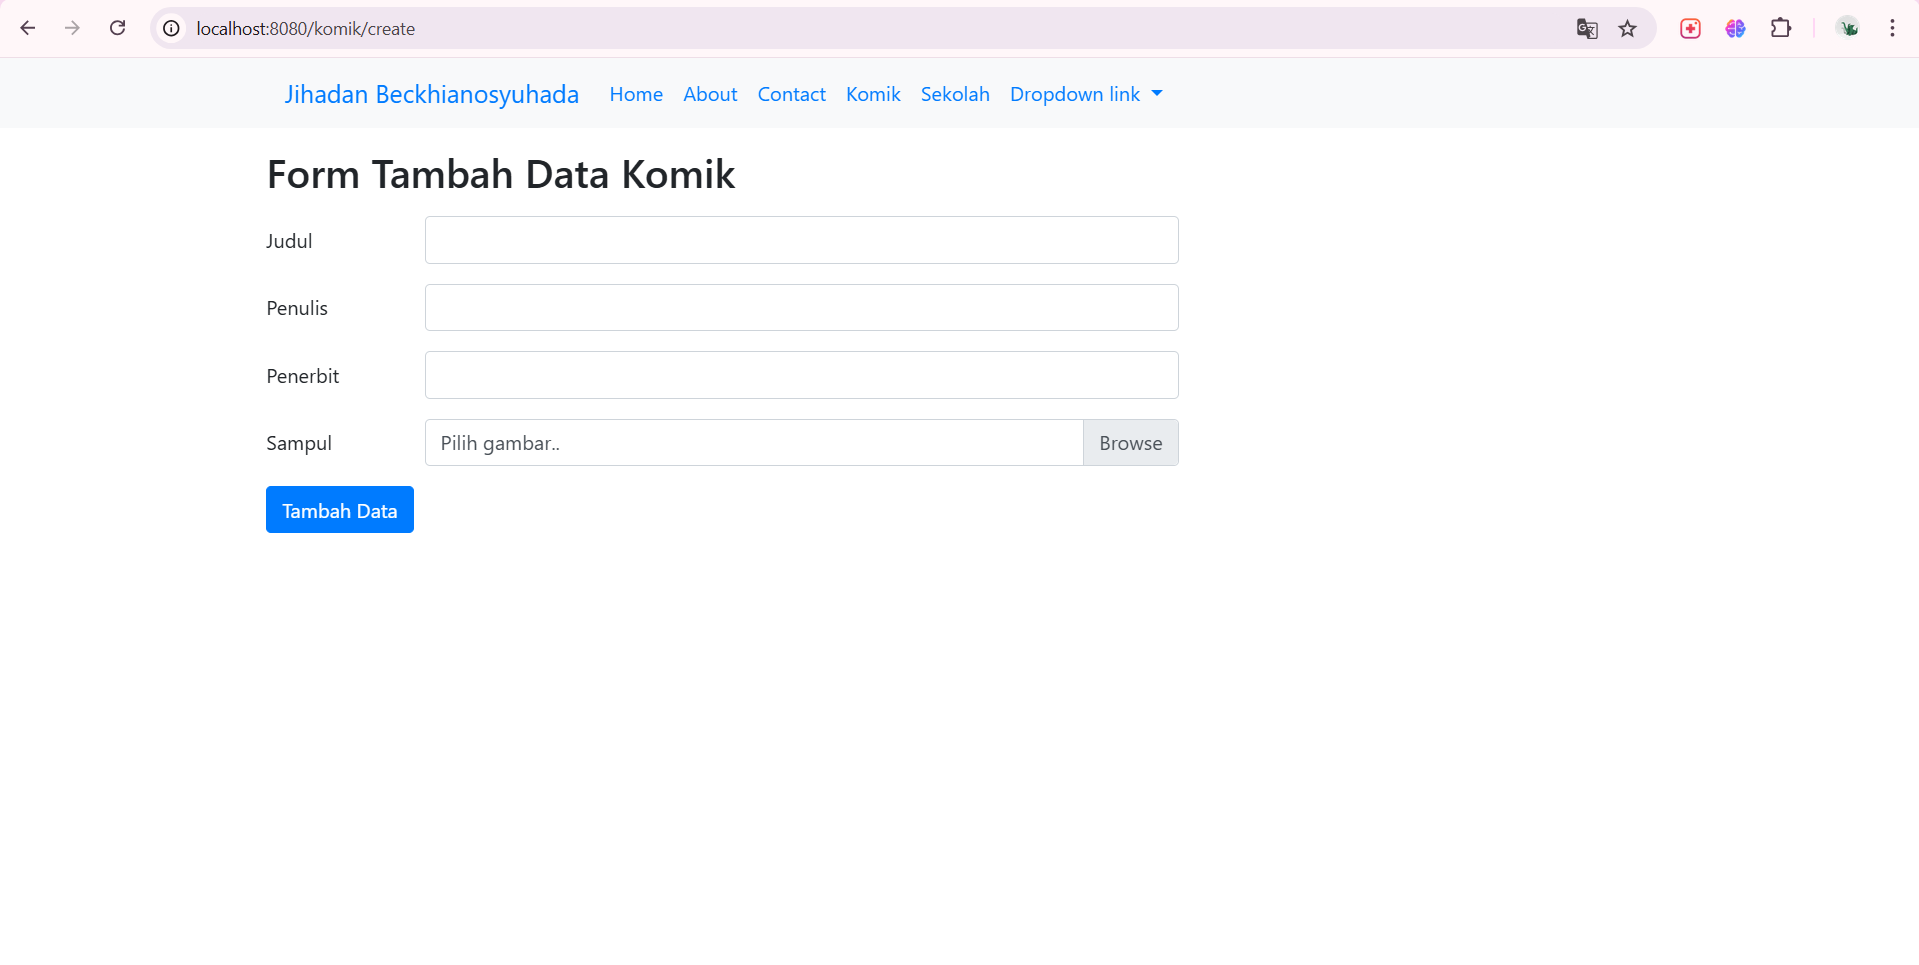 localhost:8080/komik/create
Jihadan Beckhianosyuhada Home About Contact Komik Sekolah Dropdown link
Form Tambah Data Komik
Judul
Penulis
Penerbit
Sampul Pilih gambar.. Browse
Tambah Data